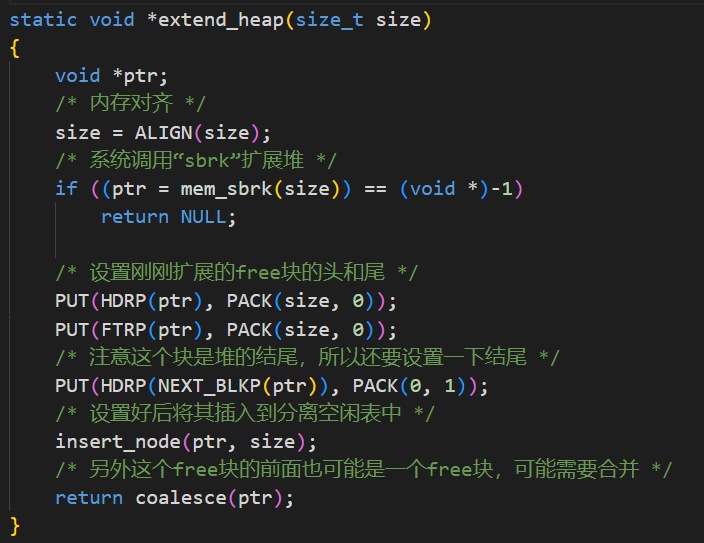 static void *extend_heap(size_t size)
{
    void *ptr;
    /* 内存对齐 */
    size = ALIGN(size);
    /* 系统调用“sbrk”扩展堆 */
    if ((ptr = mem_sbrk(size)) == (void *)-1)
        return NULL;

    /* 设置刚刚扩展的free块的头和尾 */
    PUT(HDRP(ptr), PACK(size, 0));
    PUT(FTRP(ptr), PACK(size, 0));
    /* 注意这个块是堆的结尾，所以还要设置一下结尾 */
    PUT(HDRP(NEXT_BLKP(ptr)), PACK(0, 1));
    /* 设置好后将其插入到分离空闲表中 */
    insert_node(ptr, size);
    /* 另外这个free块的前面也可能是一个free块，可能需要合并 */
    return coalesce(ptr);
}